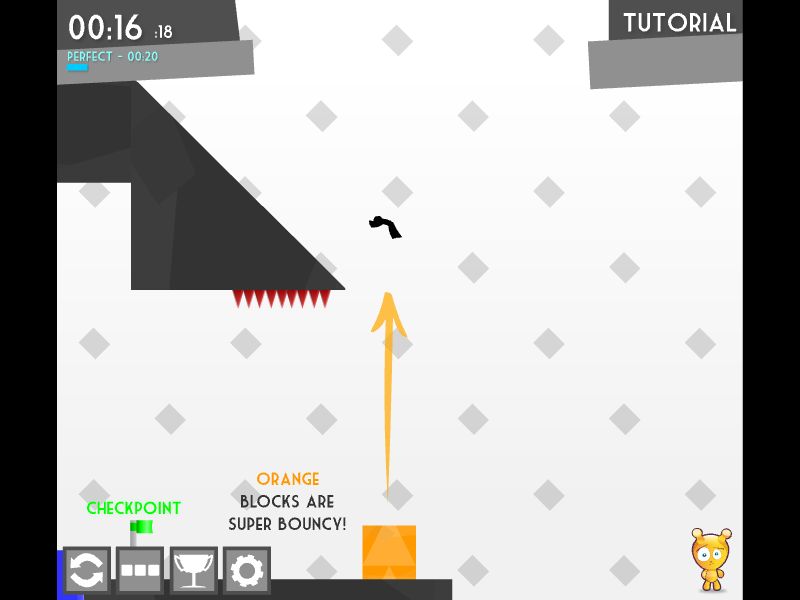 00:16 :18
PERFECT - 00:20
TUTORIAL
ORANGE
BLOCKS ARE
SUPER BOUNCY!
CHECKPOINT